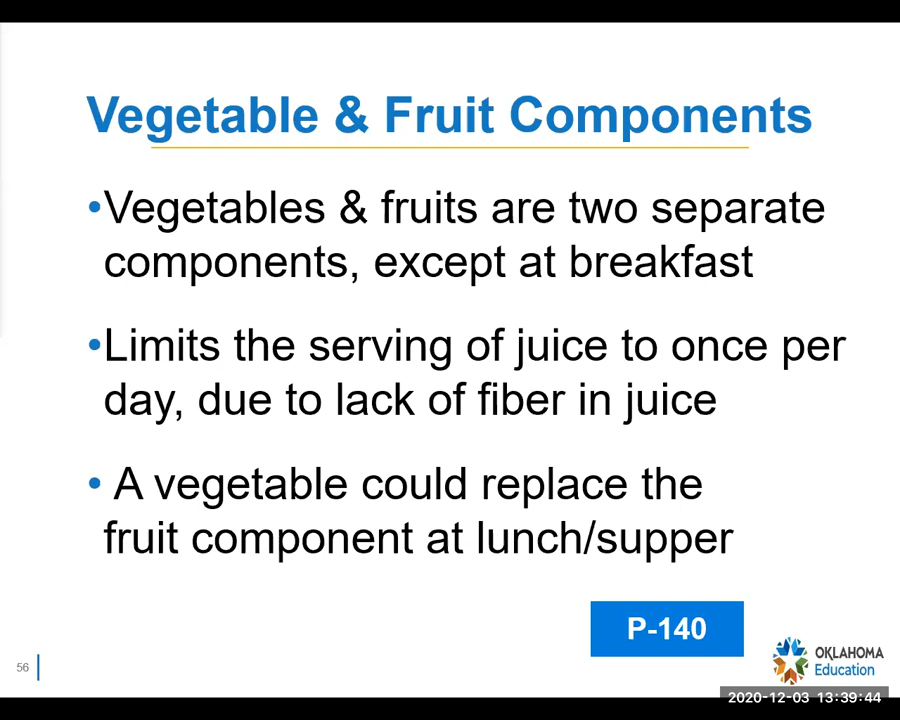 Vegetable & Fruit Components
•Vegetables & fruits are two separate
components, except at breakfast
•Limits the serving of juice to once per
day, due to lack of fiber in juice
• A vegetable could replace the
fruit component at lunch/supper
P-140
56
OKLAHOMA
Education
2020-12-03 13:39:44